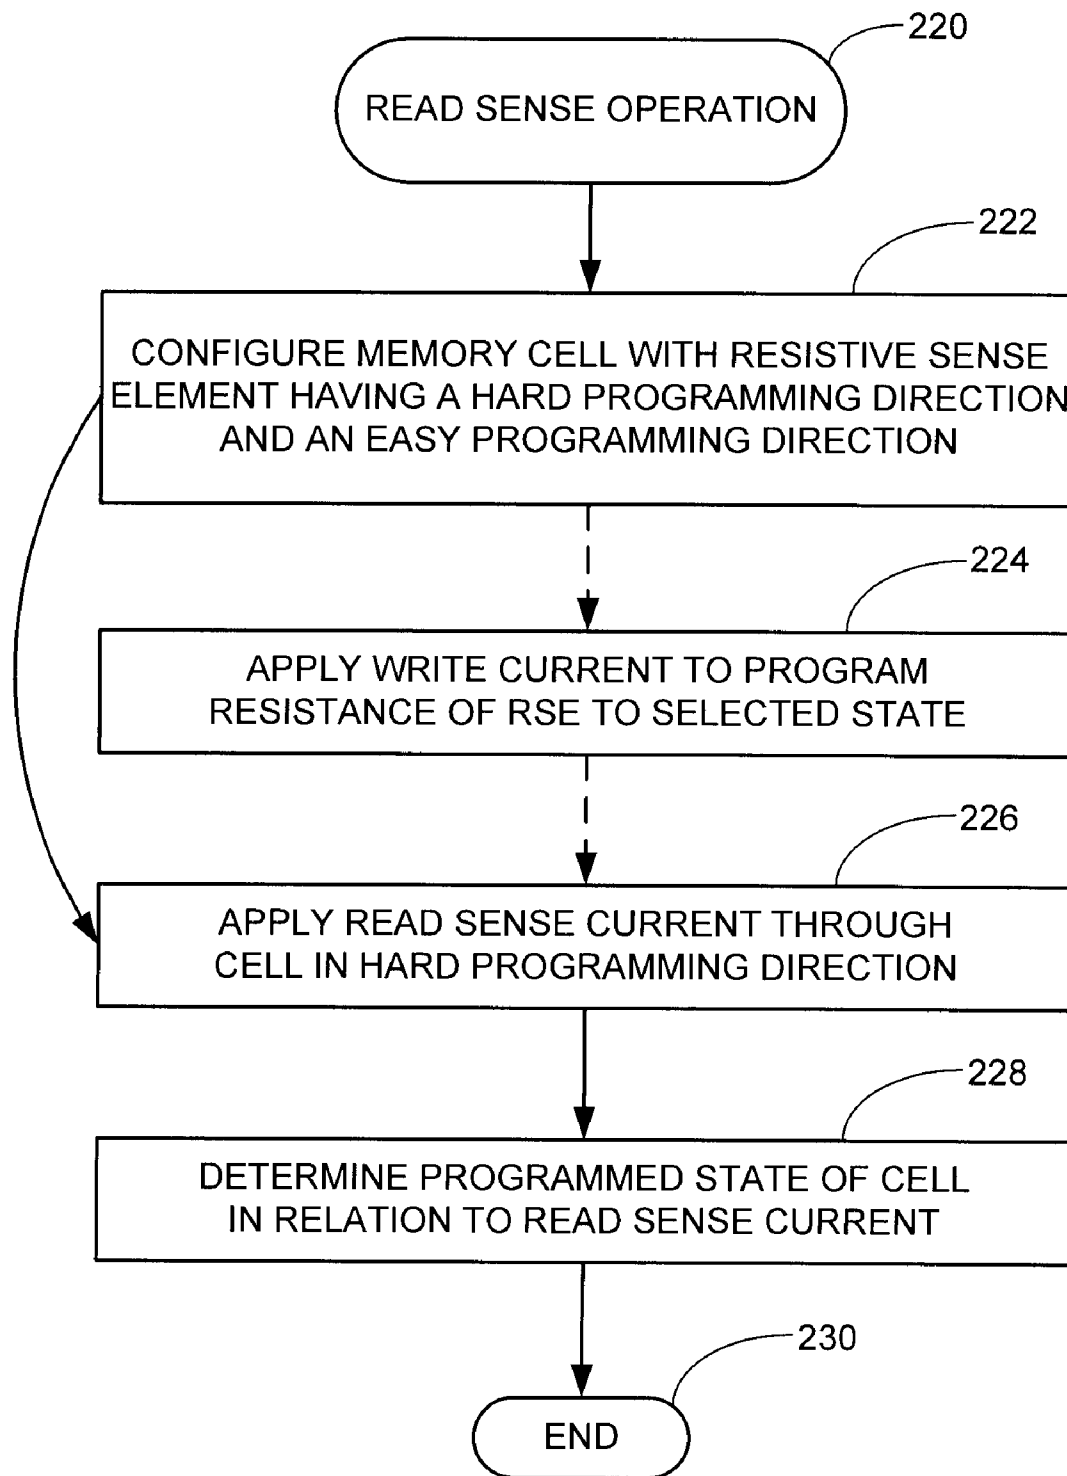 220
READ SENSE OPERATION
222
CONFIGURE MEMORY CELL WITH RESISTIVE SENSE
ELEMENT HAVING A HARD PROGRAMMING DIRECTION
AND AN EASY PROGRAMMING DIRECTION
224
APPLY WRITE CURRENT TO PROGRAM
RESISTANCE OF RSE TO SELECTED STATE
226
APPLY READ SENSE CURRENT THROUGH
CELL IN HARD PROGRAMMING DIRECTION
228
DETERMINE PROGRAMMED STATE OF CELL
IN RELATION TO READ SENSE CURRENT
230
END